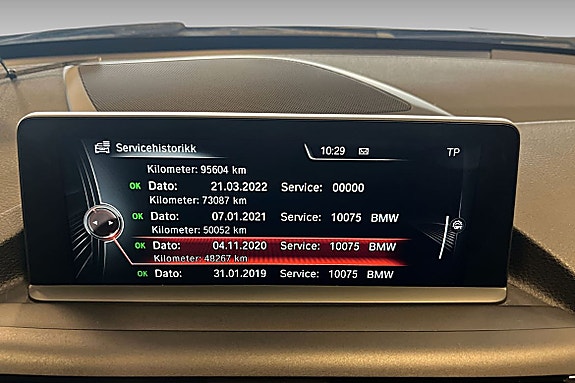 Servicehistorikk 10:29 TP
Kilometer: 95604 km
OK Dato: 21.03.2022 Service: 00000
Kilometer: 73087 km
OK Dato: 07.01.2021 Service: 10075 BMW
Kilometer: 50052 km
OK Dato: 04.11.2020 Service: 10075 BMW
Kilometer: 48267 km
OK Dato: 31.01.2019 Service: 10075 BMW